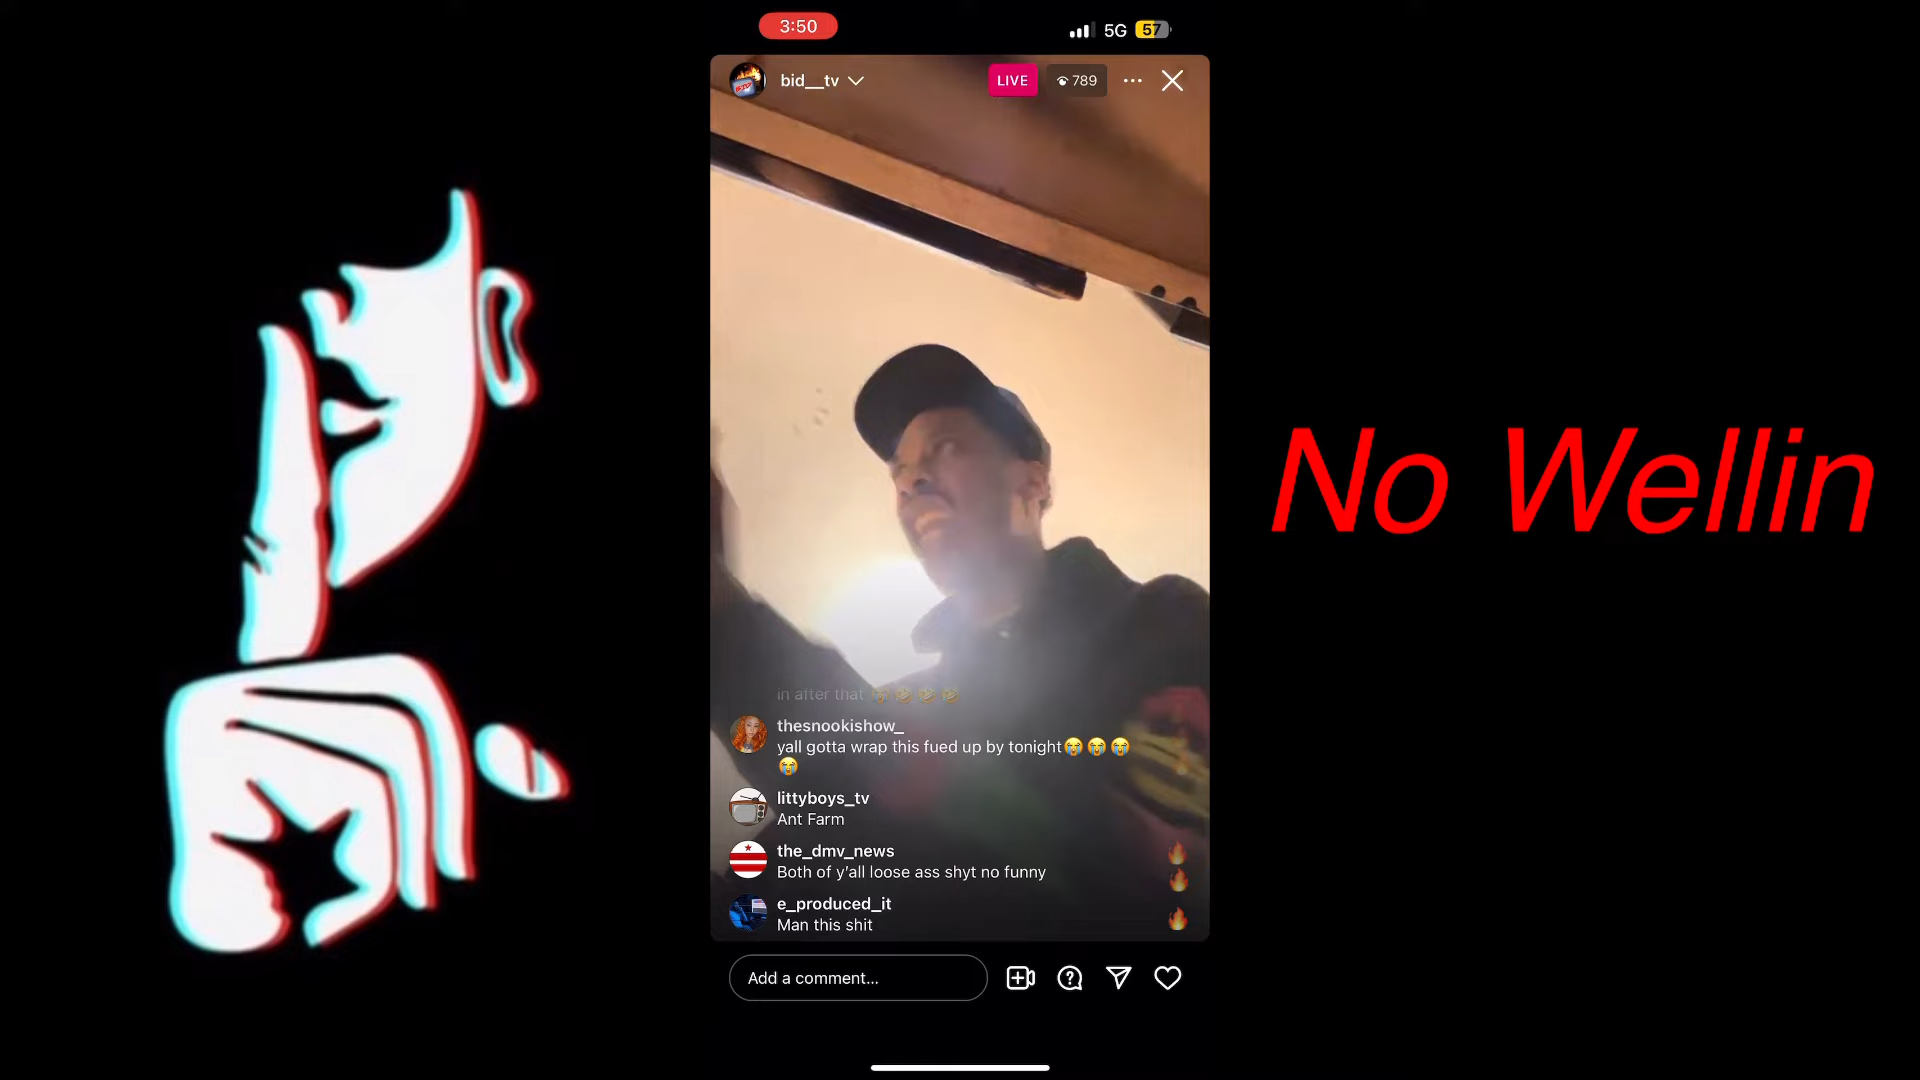 3:50
5G 57
bid__tv
LIVE
789
in after that 🤣🤣🤣🤣
thesnookishow_
yall gotta wrap this fued up by tonight😭😭😭
😭
littyboys_tv
Ant Farm
the_dmv_news
Both of y'all loose ass shyt no funny
e_produced_it
Man this shit
Add a comment...
No Wellin